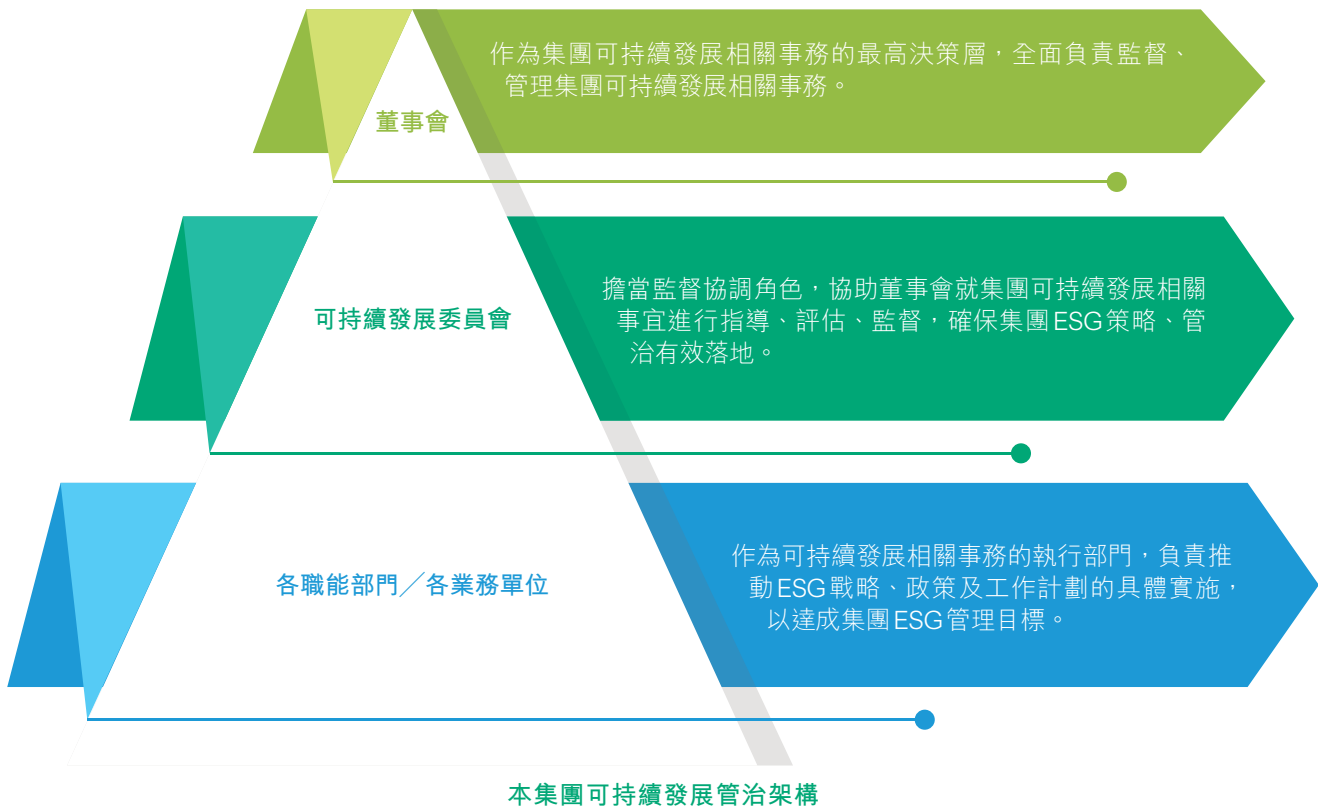 作為集團可持續發展相關事務的最高決策層，全面負責監督、
管理集團可持續發展相關事務。
董事會
擔當監督協調角色，協助董事會就集團可持續發展相關
事宜進行指導、評估、監督，確保集團ESG策略、管
治有效落地。
可持續發展委員會
作為可持續發展相關事務的執行部門，負責推
動ESG戰略、政策及工作計劃的具體實施，
以達成集團ESG管理目標。
各職能部門／各業務單位
本集團可持續發展管治架構